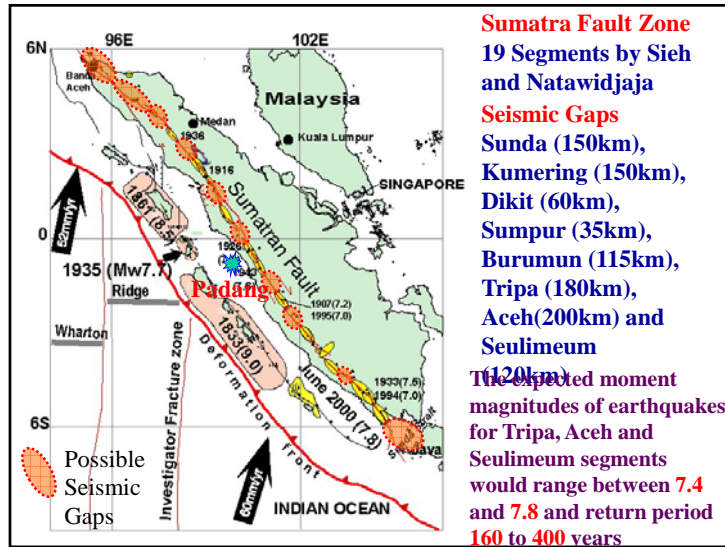 6N
96E
102E
Banda
Aceh
Medan
Malaysia
Kuala Lumpur
1936
1916
SINGAPORE
Sumatran Fault
52mm/yr
1861(8.5)
0
1926
1935 (Mw7.7)
Padang
Ridge
Wharton
1907(7.2)
1995(7.0)
1833(9.0)
Investigator Fracture zone
Deformation front
June 2000 (7.8)
1933(7.5)
1994(7.0)
6S
60mm/yr
INDIAN OCEAN
Possible
Seismic
Gaps
Sumatra Fault Zone
19 Segments by Sieh
and Natawidjaja
Seismic Gaps
Sunda (150km),
Kumering (150km),
Dikit (60km),
Sumpur (35km),
Burumun (115km),
Tripa (180km),
Aceh(200km) and
Seulimeum
(120km)
The expected moment
magnitudes of earthquakes
for Tripa, Aceh and
Seulimeum segments
would range between 7.4
and 7.8 and return period
160 to 400 years